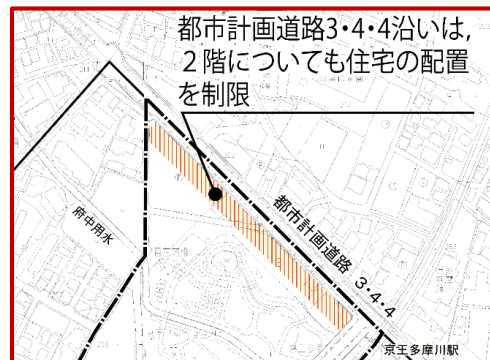 都市計画道路3・4・4沿いは，
２階についても住宅の配置
を制限
都市計画道路 3・4・4
府中用水
京王多摩川駅